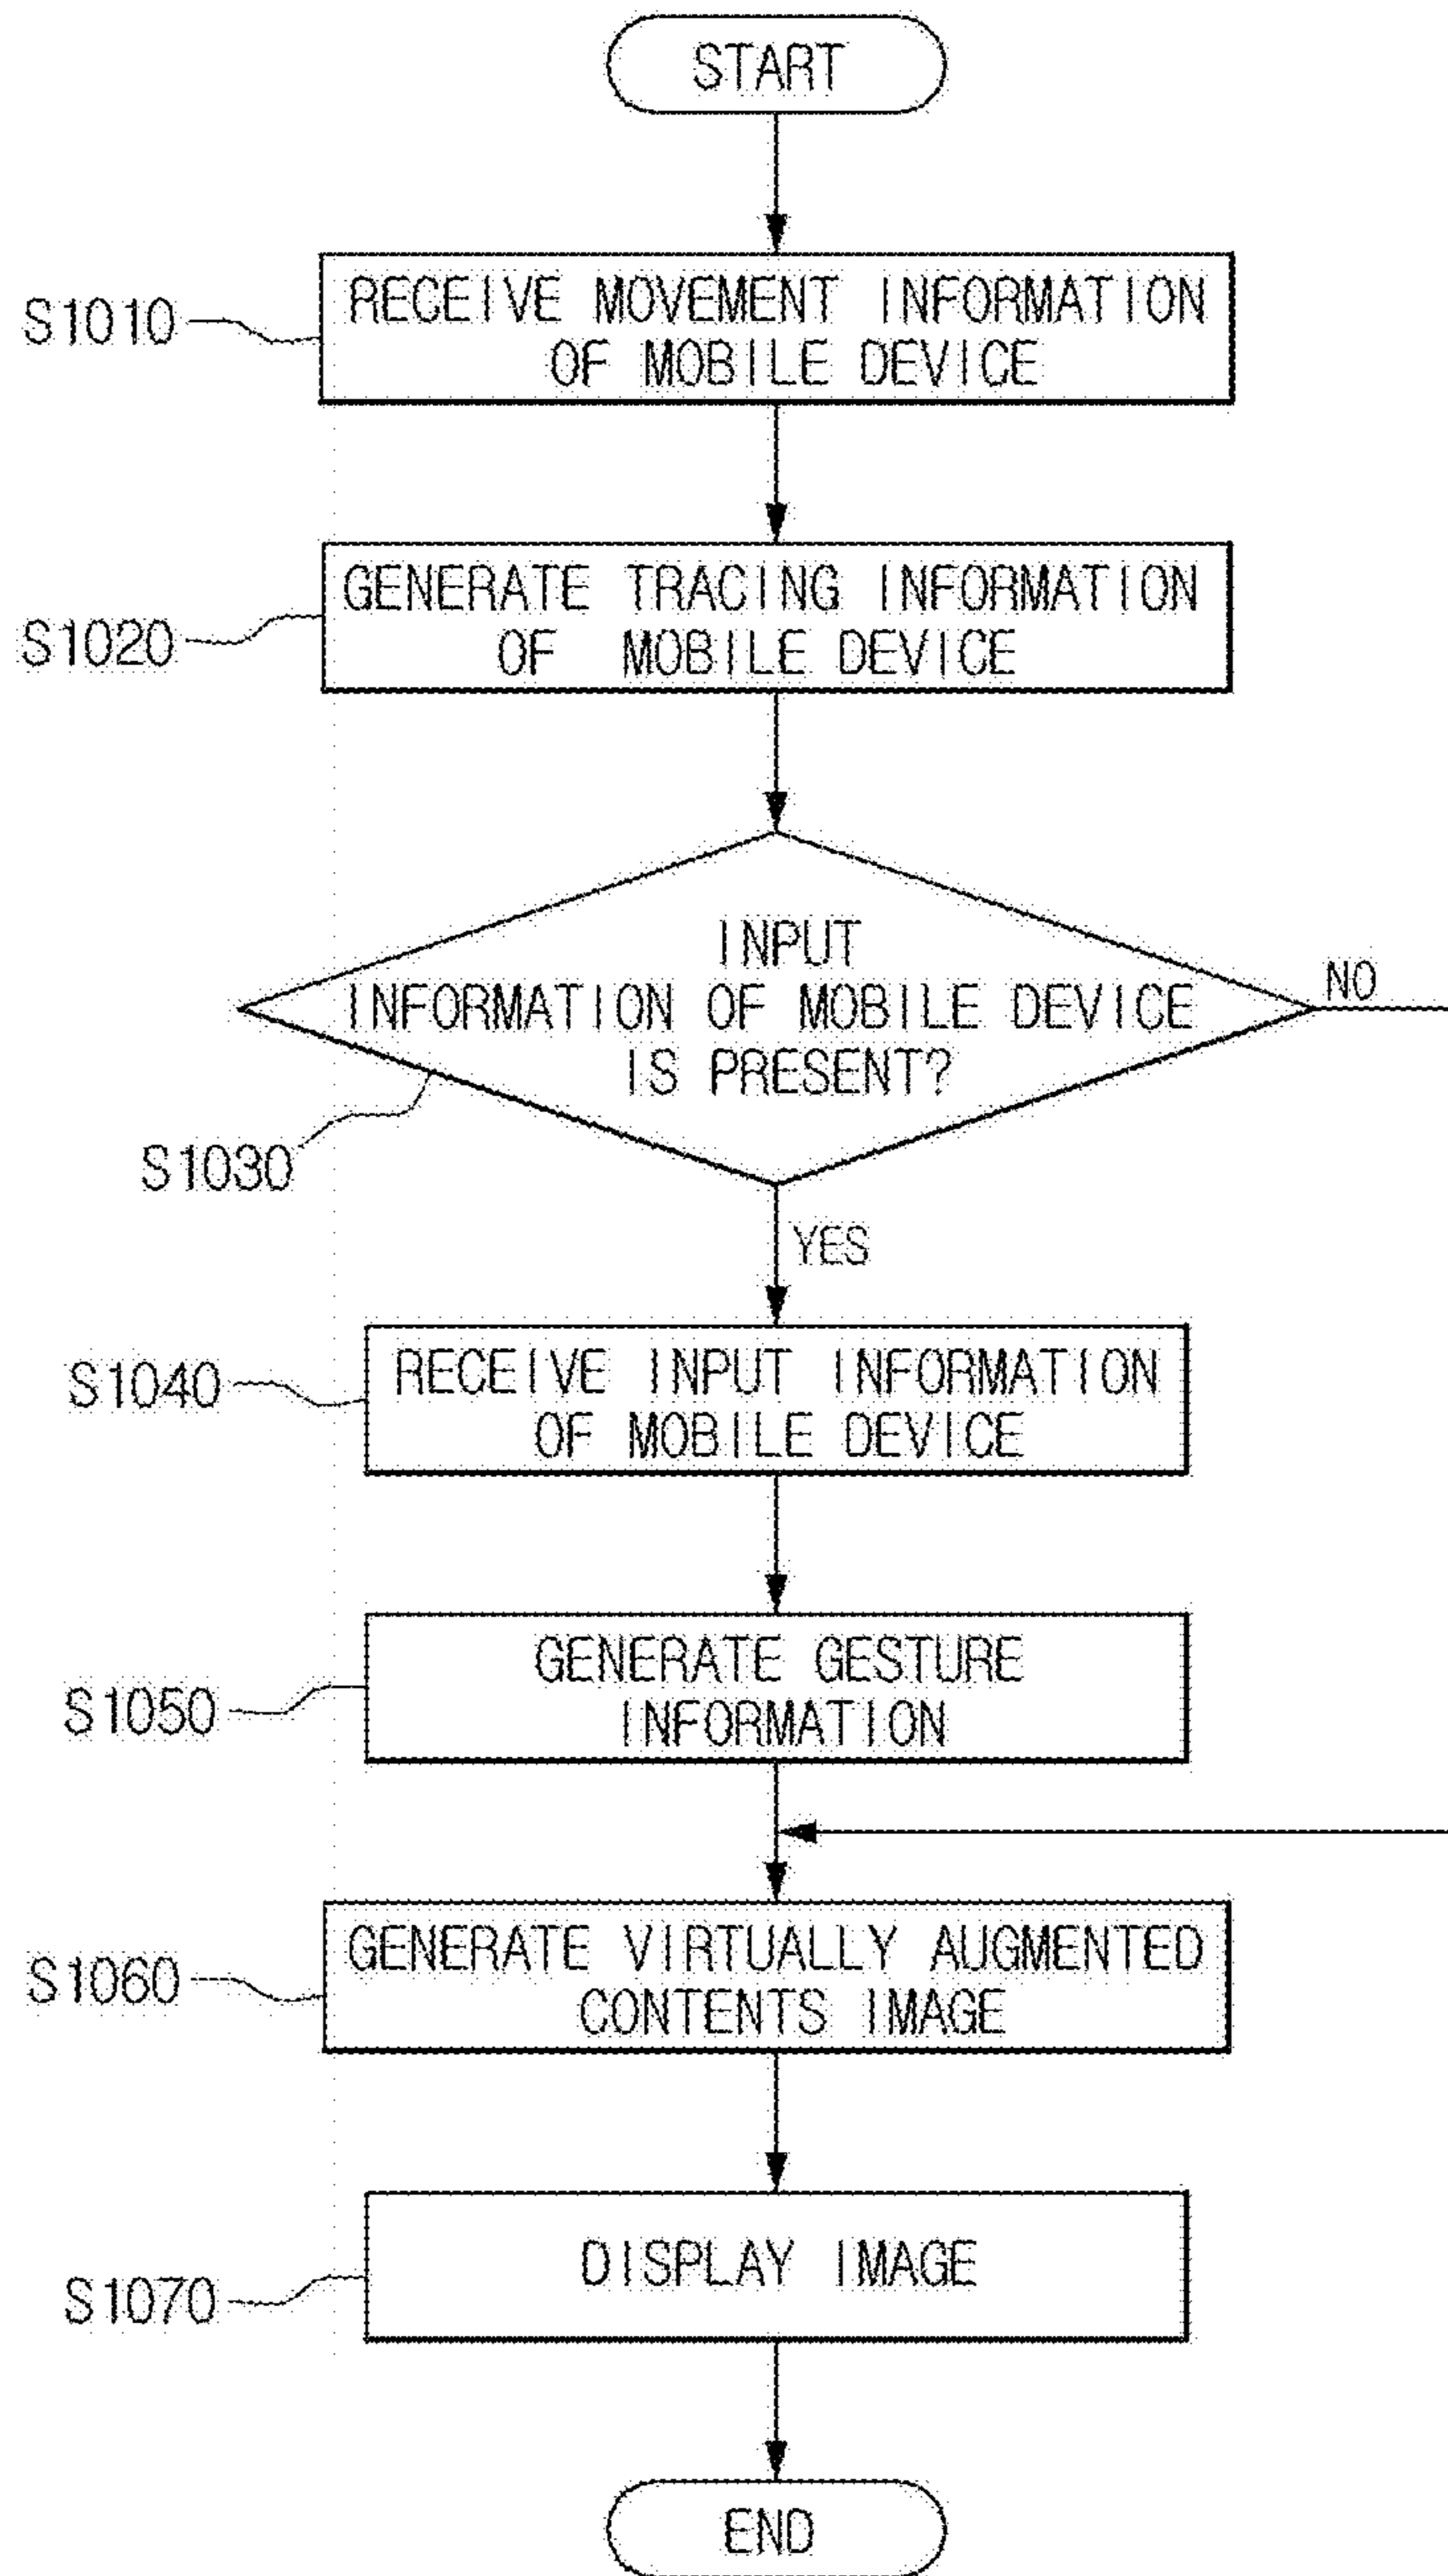 START
S1010
RECEIVE MOVEMENT INFORMATION
OF MOBILE DEVICE
S1020
GENERATE TRACING INFORMATION
OF MOBILE DEVICE
INPUT
INFORMATION OF MOBILE DEVICE
IS PRESENT?
NO
S1030
YES
S1040
RECEIVE INPUT INFORMATION
OF MOBILE DEVICE
S1050
GENERATE GESTURE
INFORMATION
S1060
GENERATE VIRTUALLY AUGMENTED
CONTENTS IMAGE
S1070
DISPLAY IMAGE
END